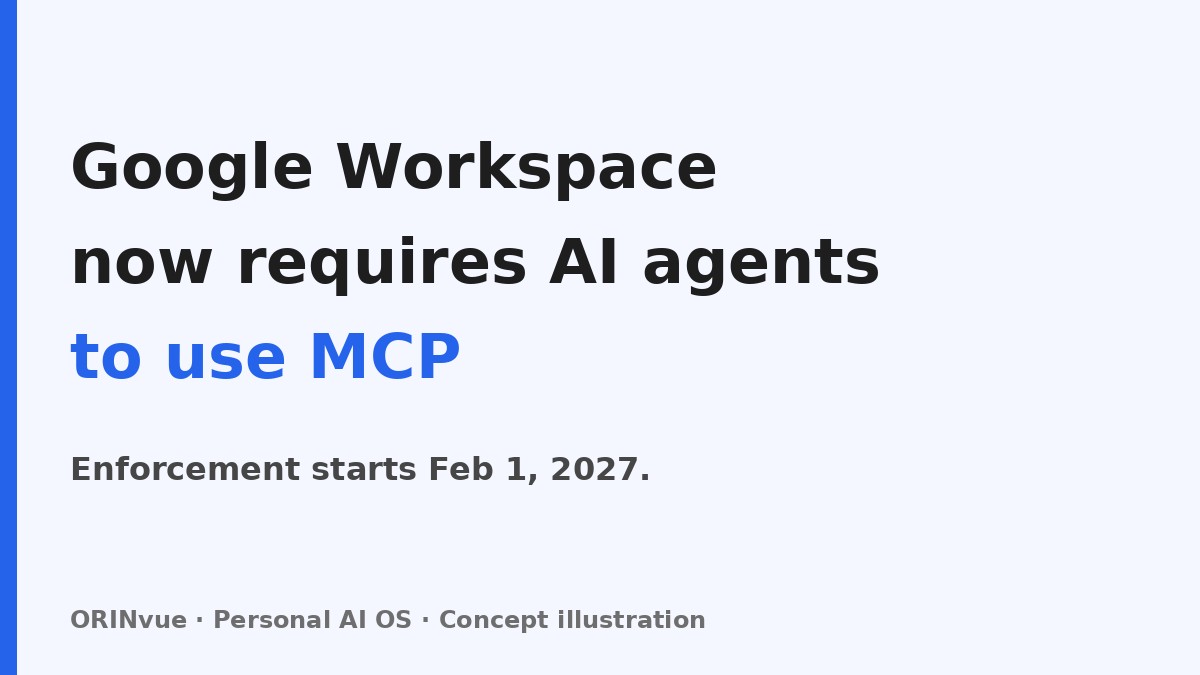 Google Workspace
now requires AI agents
to use MCP
Enforcement starts Feb 1, 2027.
ORINvue · Personal AI OS · Concept illustration